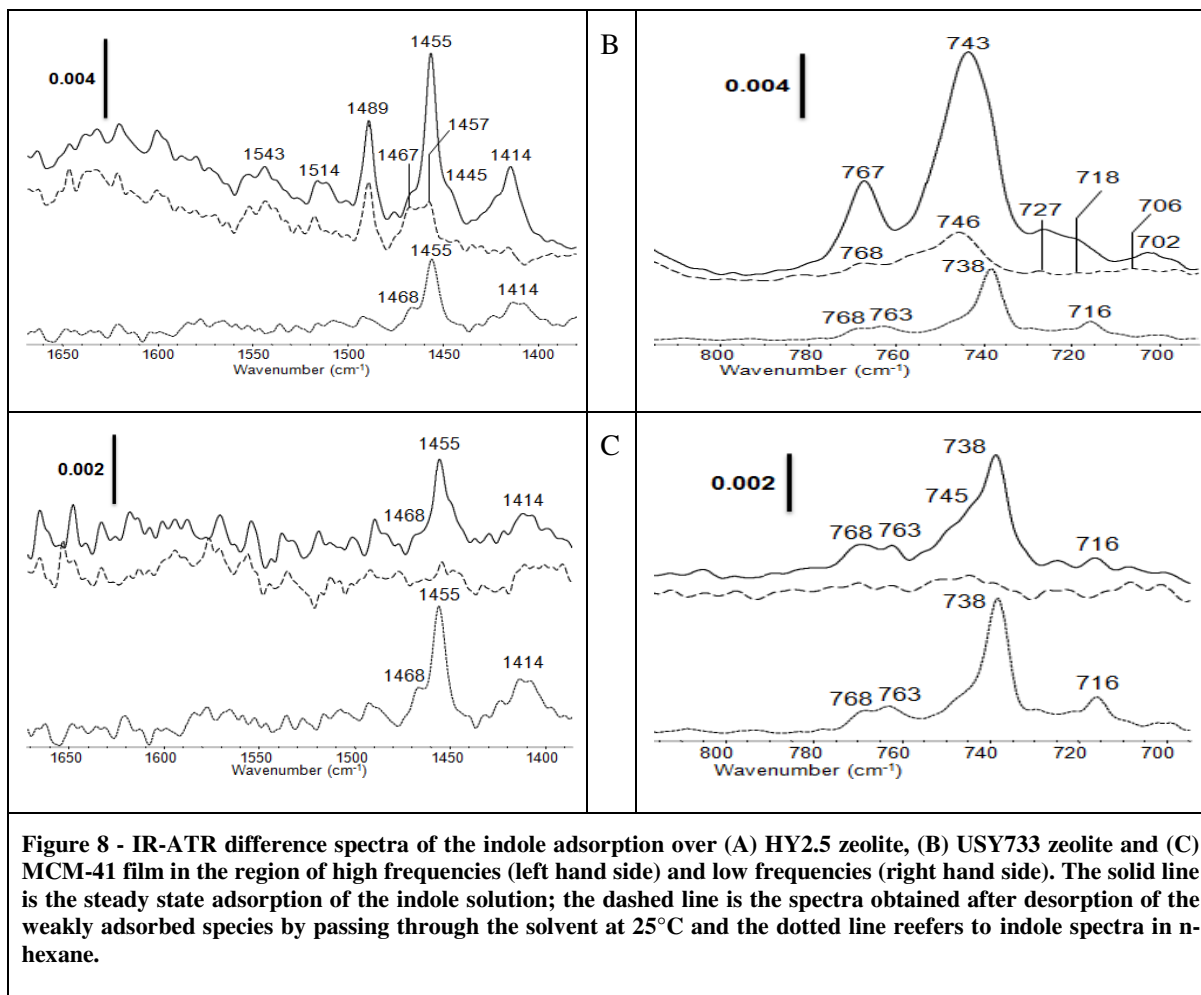 1455
B
743
0.004
0.004
1489
1457
767
718
1467
1445
1414
1543
1514
727
706
746
702
1455
768
738
1468
1414
768 763
716
1650 1600 1550 1500 1450 1400
Wavenumber (cm-1)
800 780 760 740 720 700
Wavenumber (cm-1)
1455
C
738
0.002
0.002
745
1468
1414
768
763
716
1455
738
1468
1414
768
763
716
1650 1600 1550 1500 1450 1400
Wavenumber (cm-1)
800 780 760 740 720 700
Wavenumber (cm-1)
Figure 8 - IR-ATR difference spectra of the indole adsorption over (A) HY2.5 zeolite, (B) USY733 zeolite and (C)
MCM-41 film in the region of high frequencies (left hand side) and low frequencies (right hand side). The solid line
is the steady state adsorption of the indole solution; the dashed line is the spectra obtained after desorption of the
weakly adsorbed species by passing through the solvent at 25°C and the dotted line reefers to indole spectra in n-
hexane.